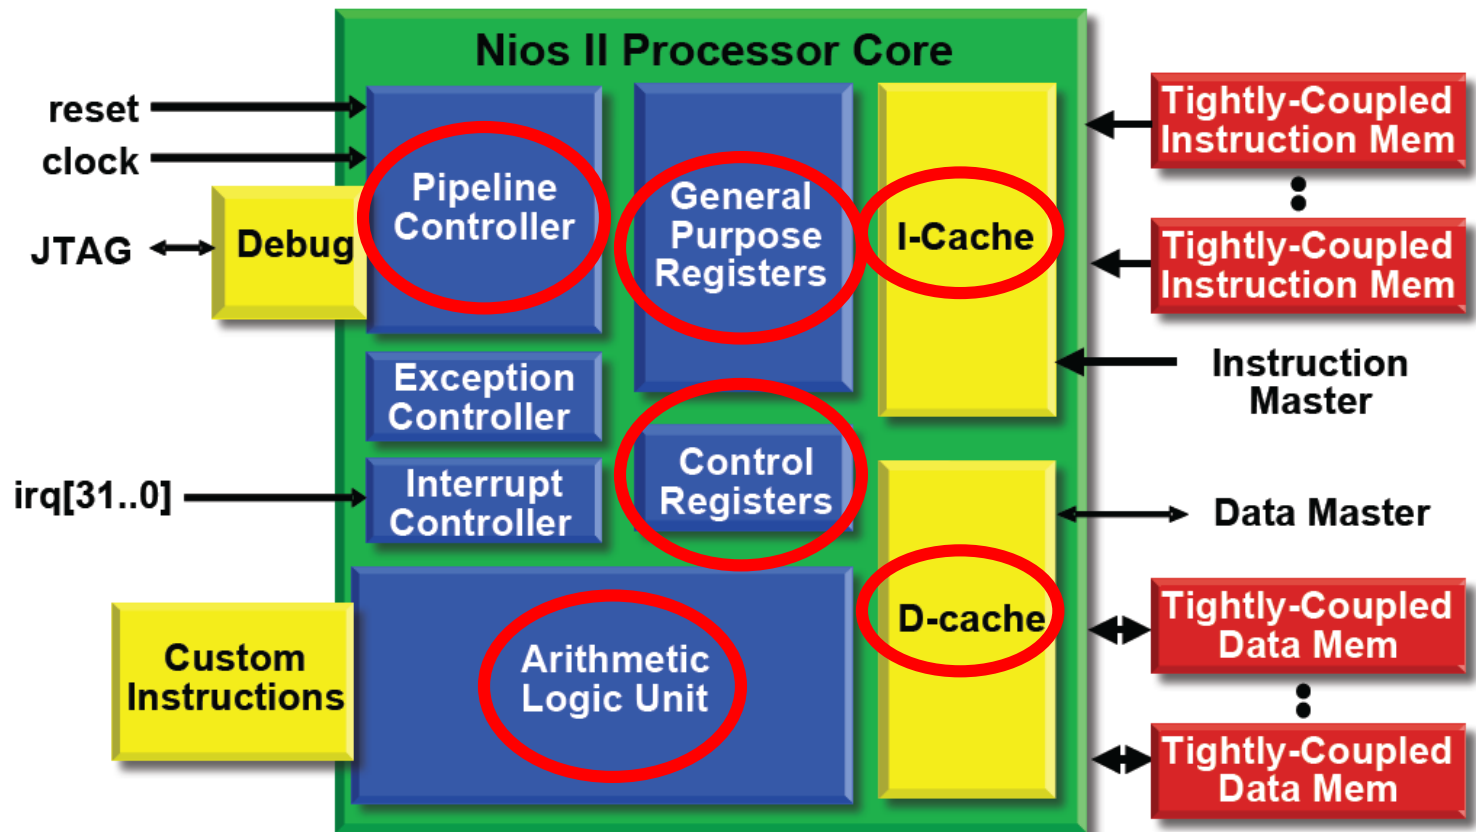 Nios II Processor Core
reset
clock
JTAG
Debug
Pipeline
Controller
General
Purpose
Registers
I-Cache
Tightly-Coupled
Instruction Mem
Tightly-Coupled
Instruction Mem
Instruction
Master
Exception
Controller
irq[31..0]
Interrupt
Controller
Control
Registers
Data Master
D-cache
Tightly-Coupled
Data Mem
Custom
Instructions
Arithmetic
Logic Unit
Tightly-Coupled
Data Mem